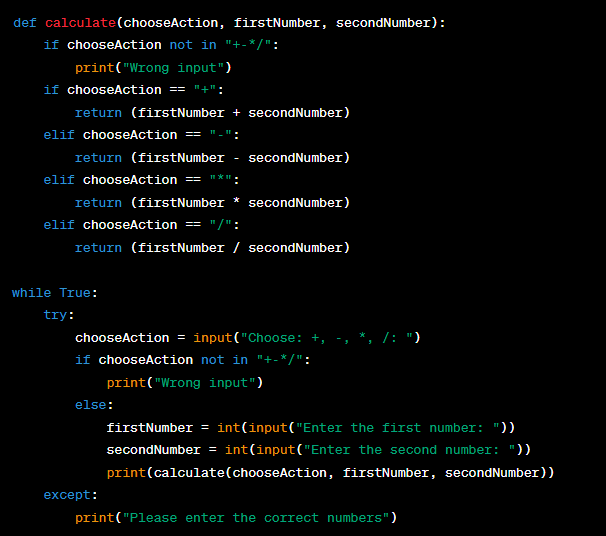 def calculate(chooseAction, firstNumber, secondNumber):
    if chooseAction not in "+-*/":
        print("Wrong input")
    if chooseAction == "+":
        return (firstNumber + secondNumber)
    elif chooseAction == "-":
        return (firstNumber - secondNumber)
    elif chooseAction == "*":
        return (firstNumber * secondNumber)
    elif chooseAction == "/":
        return (firstNumber / secondNumber)

while True:
    try:
        chooseAction = input("Choose: +, -, *, /: ")
        if chooseAction not in "+-*/":
            print("Wrong input")
        else:
            firstNumber = int(input("Enter the first number: "))
            secondNumber = int(input("Enter the second number: "))
            print(calculate(chooseAction, firstNumber, secondNumber))
    except:
        print("Please enter the correct numbers")